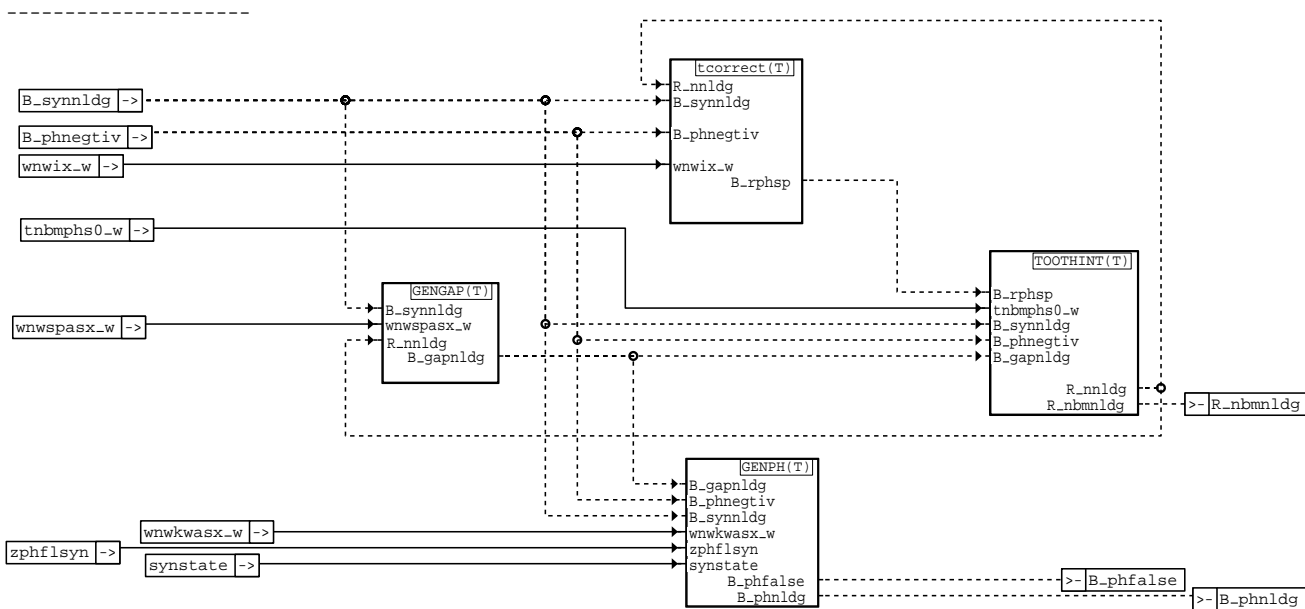 tcorrect(T)
R_nnldg
B_synnldg ->
B_synnldg
B_phnegtiv ->
B_phnegtiv
wnwix_w ->
wnwix_w
B_rphsp
tnbmphs0_w ->
TOOTHINT(T)
GENGAP(T)
B_rphsp
B_synnldg
tnbmphs0_w
wnwspasx_w ->
wnwspasx_w
B_synnldg
R_nnldg
B_phnegtiv
B_gapnldg
B_gapnldg
R_nnldg
R_nbmnldg
>- R_nbmnldg
GENPH(T)
B_gapnldg
B_phnegtiv
B_synnldg
wnwkwasx_w ->
wnwkwasx_w
zphflsyn ->
zphflsyn
synstate ->
synstate
B_phfalse
>- B_phfalse
B_phnldg
>- B_phnldg